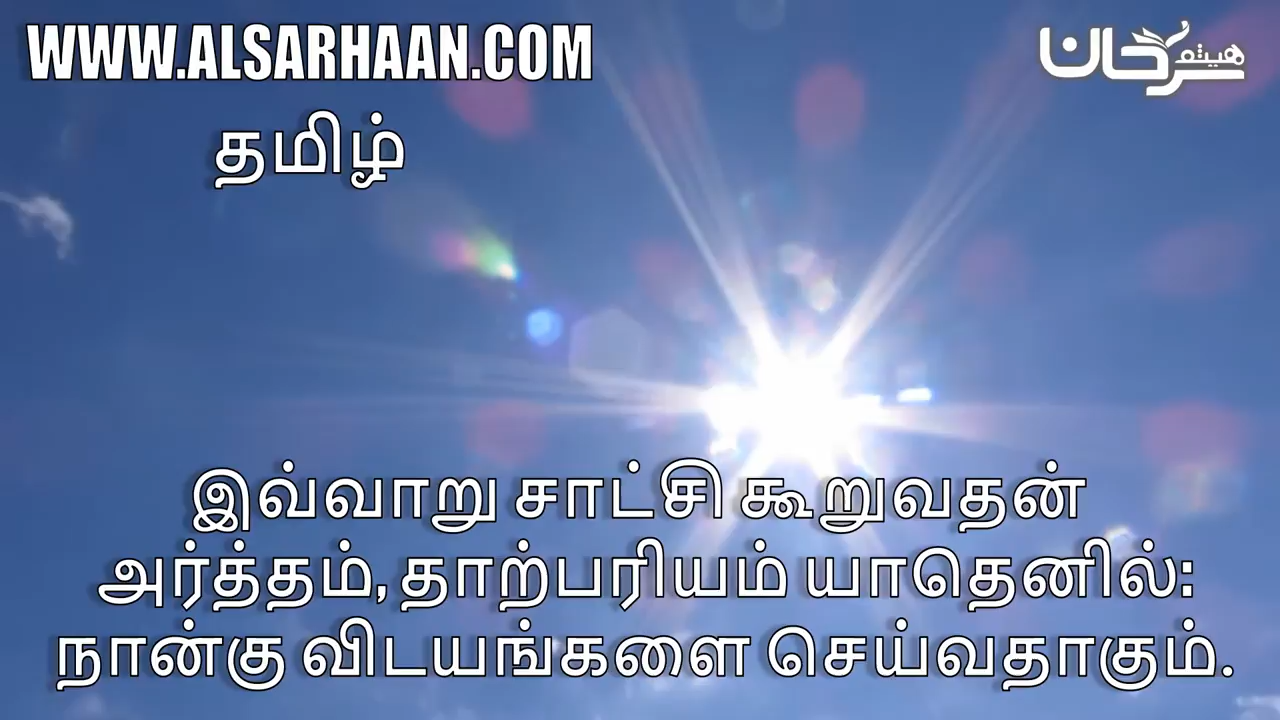 WWW.ALSARHAAN.COM
هيثم سرحان
தமிழ்
இவ்வாறு சாட்சி கூறுவதன்
அர்த்தம், தாற்பரியம் யாதெனில்:
நான்கு விடயங்களை செய்வதாகும்.